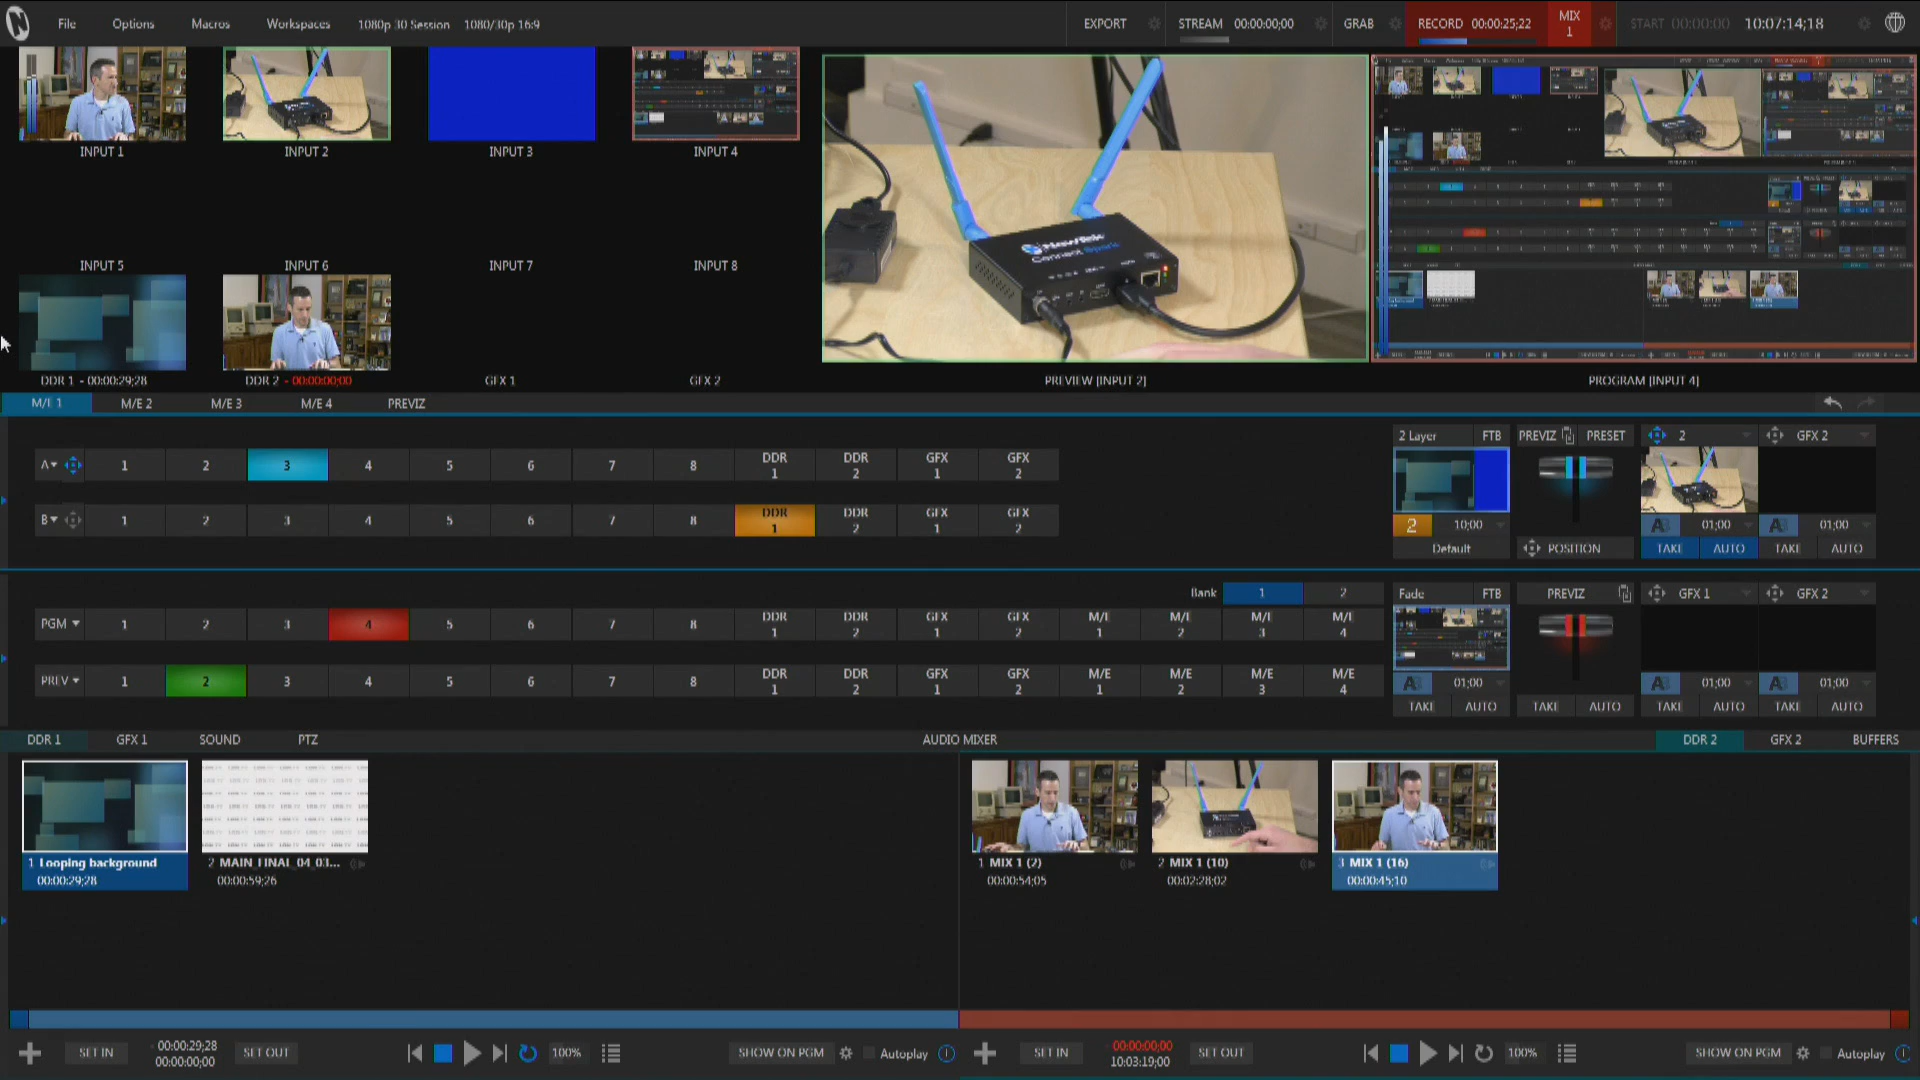 File Options Macros Workspaces 1080p 30 Session 1080/30p 16:9 EXPORT STREAM 00:00:00;00 GRAB RECORD 00:00:25;22 MIX 1 START 00:00:00 10:07:14;18
INPUT 1 INPUT 2 INPUT 3 INPUT 4
INPUT 5 INPUT 6 INPUT 7 INPUT 8
NewTek
Connect Spark
DDR 1 - 00:00:29;28 DDR 2 - 00:00:00;00 GFX 1 GFX 2 PREVIEW [INPUT 2] PROGRAM [INPUT 4]
M/E 1 M/E 2 M/E 3 M/E 4 PREVIZ
2 Layer FTB PREVIZ PRESET 2 GFX 2
A 1 2 3 4 5 6 7 8 DDR 1 DDR 2 GFX 1 GFX 2
B 1 2 3 4 5 6 7 8 DDR 1 DDR 2 GFX 1 GFX 2
2 10;00 01;00 01;00
Default POSITION TAKE AUTO TAKE AUTO
Bank 1 2 Fade FTB PREVIZ GFX 1 GFX 2
PGM 1 2 3 4 5 6 7 8 DDR 1 DDR 2 GFX 1 GFX 2 M/E 1 M/E 2 M/E 3 M/E 4
PREV 1 2 3 4 5 6 7 8 DDR 1 DDR 2 GFX 1 GFX 2 M/E 1 M/E 2 M/E 3 M/E 4
01;00 01;00 01;00
TAKE AUTO TAKE AUTO TAKE AUTO TAKE AUTO
DDR 1 GFX 1 SOUND PTZ AUDIO MIXER DDR 2 GFX 2 BUFFERS
1 Looping background 2 MAIN_FINAL_04_03... 1 MIX 1 (2) 2 MIX 1 (10) 3 MIX 1 (16)
00:00:29;28 00:00:59;26 00:00:54;05 00:02:28;02 00:00:45;10
SET IN 00:00:29;28 SET OUT 100% SHOW ON PGM Autoplay SET IN 00:00:00;00 SET OUT 100% SHOW ON PGM Autoplay
00:00:00;00 10:03:19;00